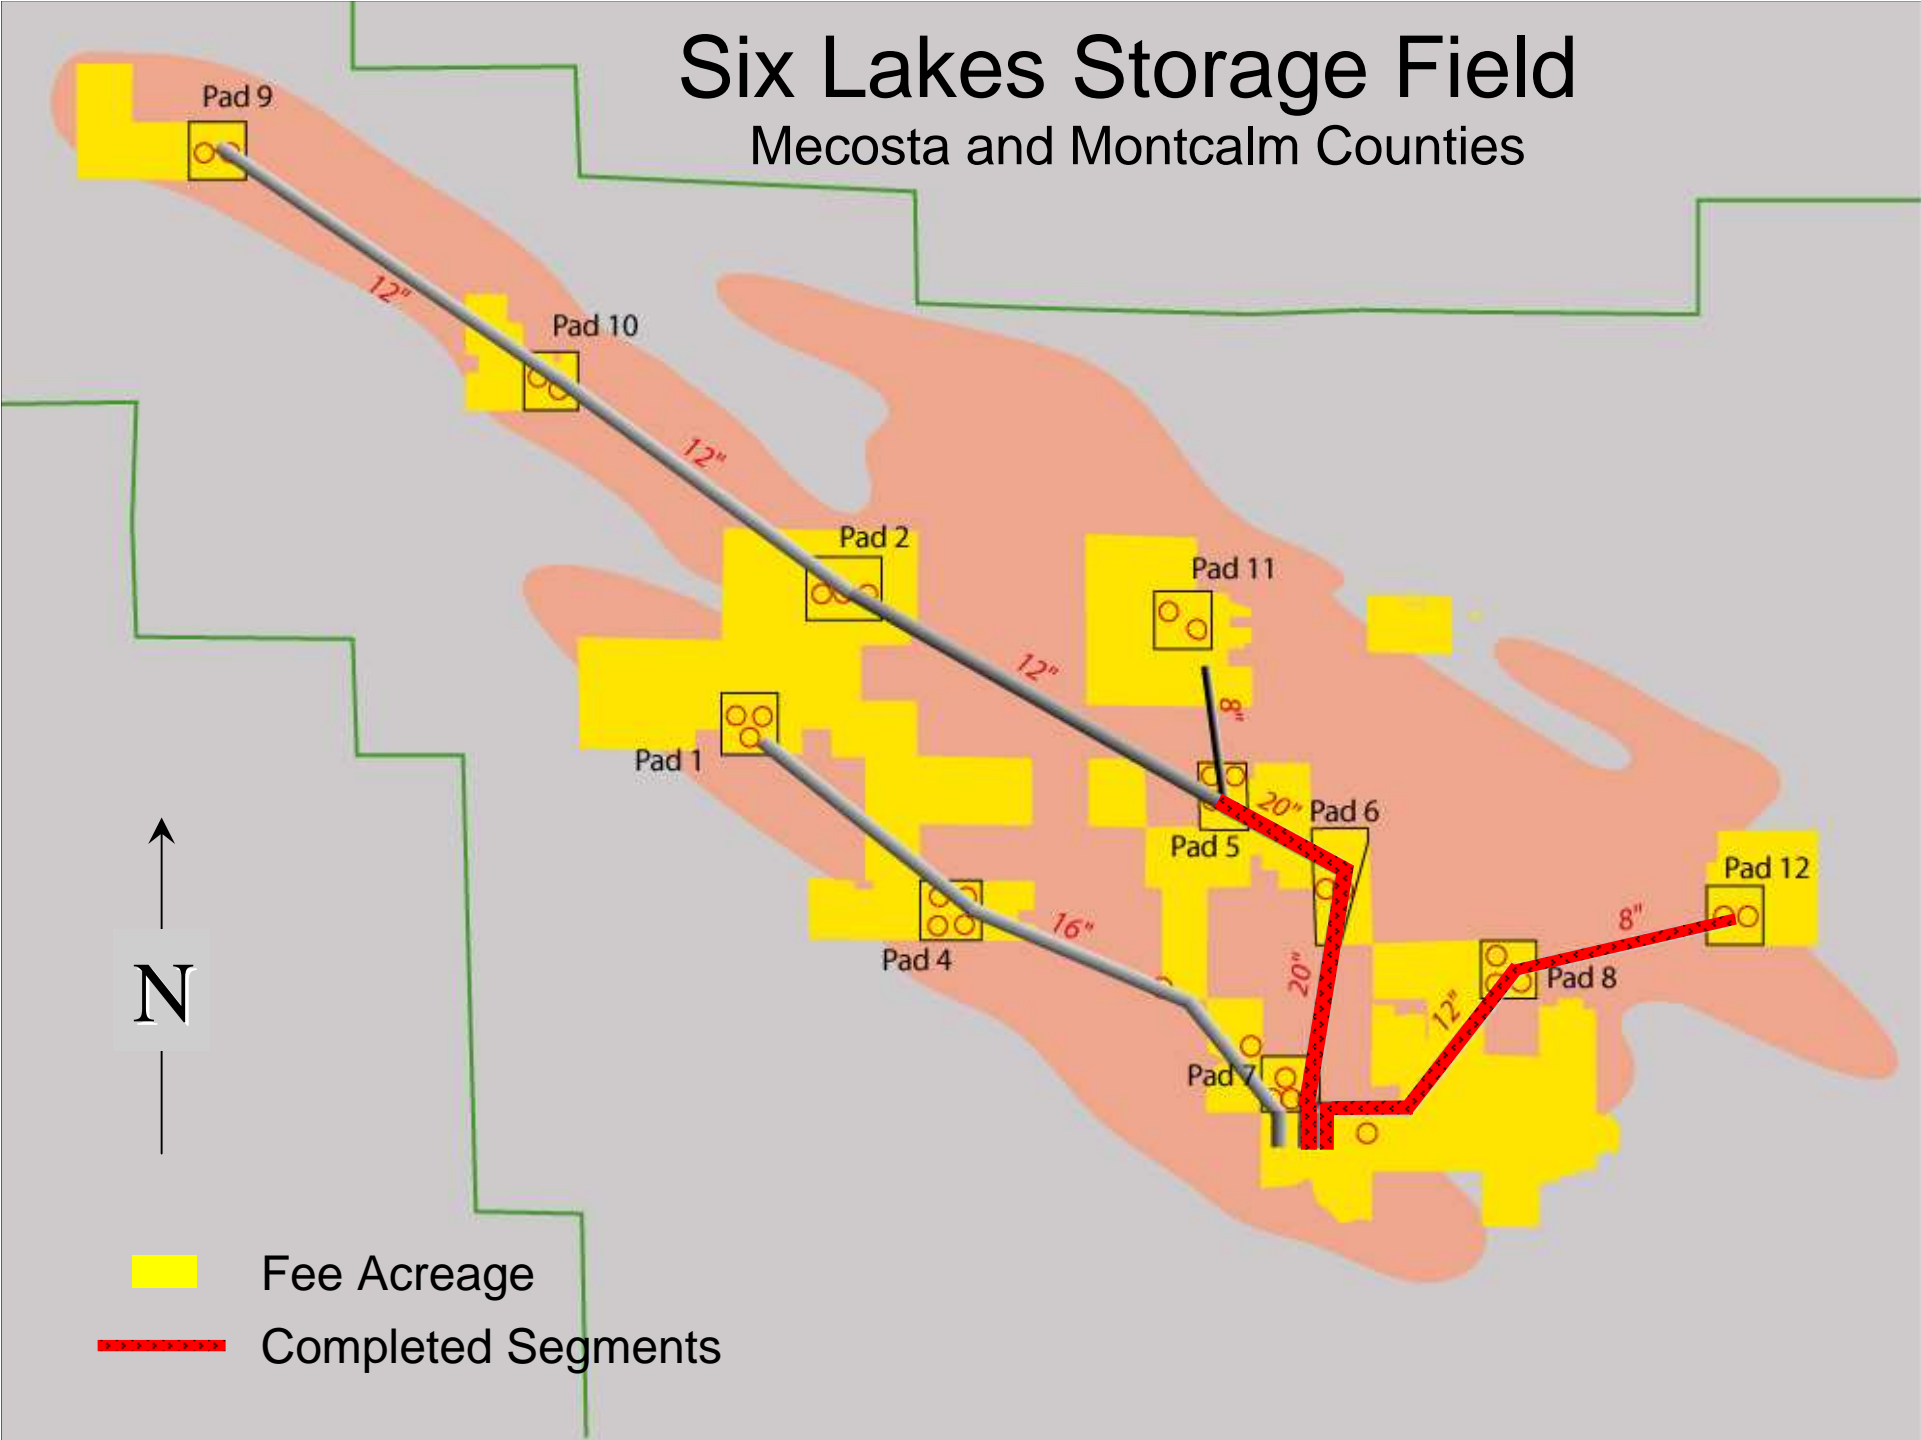 Six Lakes Storage Field
Mecosta and Montcalm Counties
Pad 9
12"
Pad 10
12"
Pad 2
Pad 11
12"
8"
Pad 1
20"
Pad 6
Pad 5
Pad 12
16"
8"
Pad 4
20"
Pad 8
12"
N
Pad 7
Fee Acreage
Completed Segments